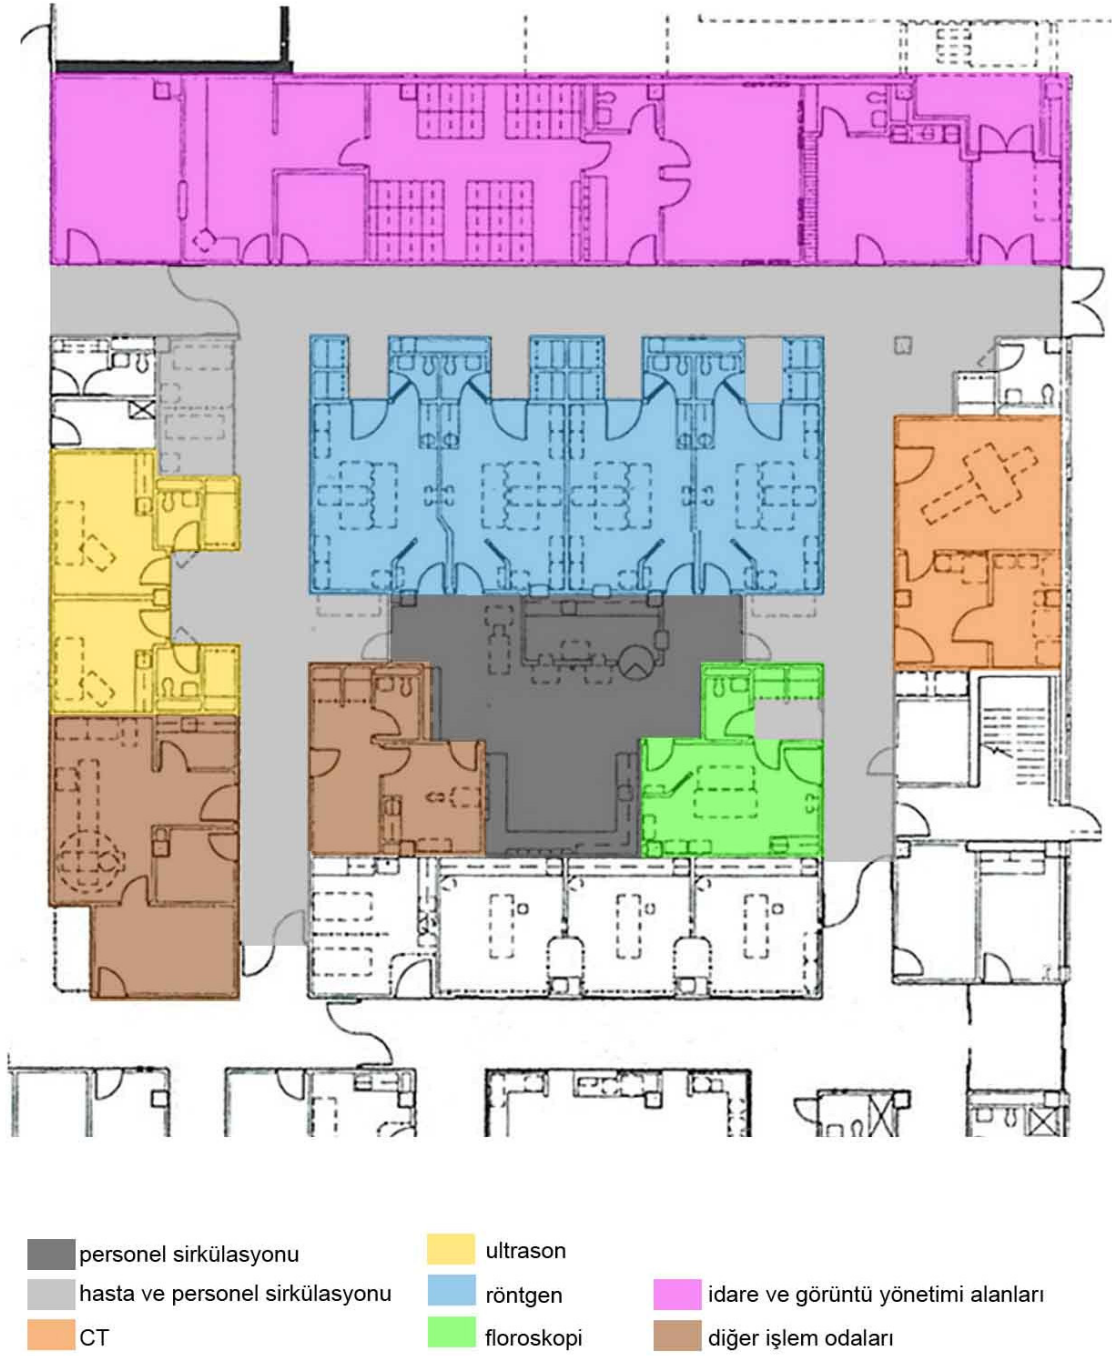 personel sirkülasyonu
hasta ve personel sirkülasyonu
CT
ultrason
röntgen
floroskopi
idare ve görüntü yönetimi alanları
diğer işlem odaları